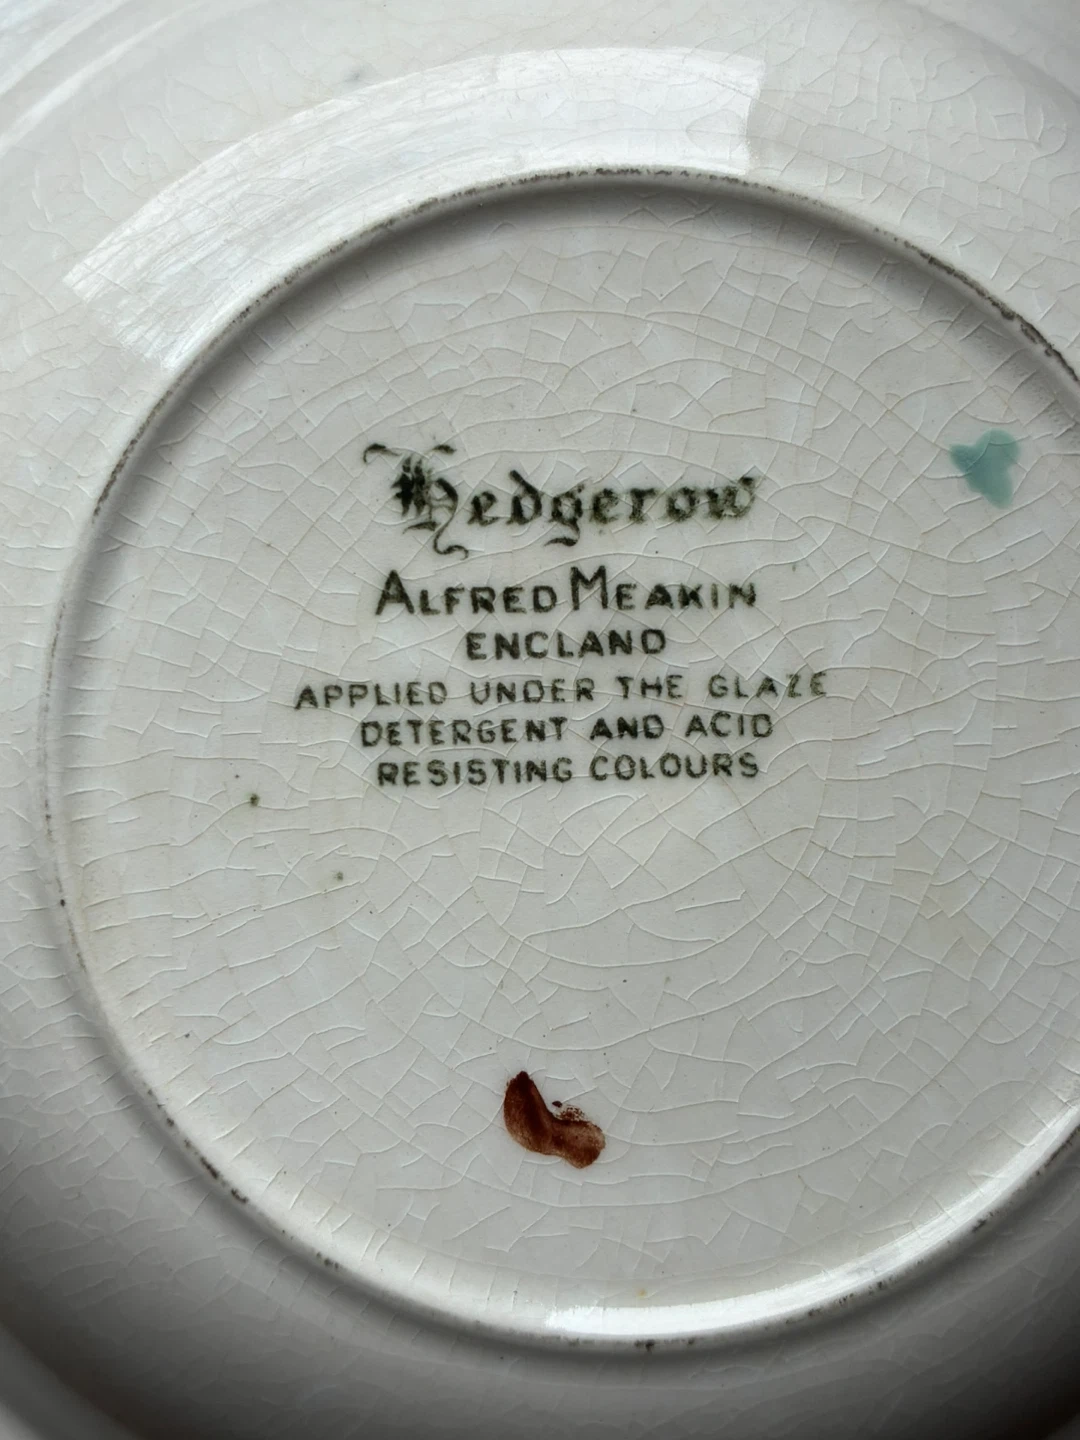 Hedgerow
ALFRED MEAKIN
ENGLAND
APPLIED UNDER THE GLAZE
DETERGENT AND ACID
RESISTING COLOURS